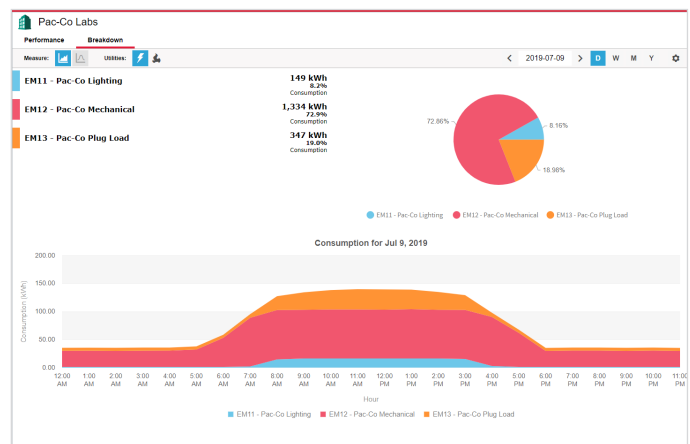 Pac-Co Labs
Performance Breakdown
Measure: Utilities: 2019-07-09 D W M Y
EM11 - Pac-Co Lighting 149 kWh
8.2%
Consumption
EM12 - Pac-Co Mechanical 1,334 kWh
72.9%
Consumption
EM13 - Pac-Co Plug Load 347 kWh
19.0%
Consumption
72.86%
8.16%
18.98%
EM11 - Pac-Co Lighting EM12 - Pac-Co Mechanical EM13 - Pac-Co Plug Load
Consumption for Jul 9, 2019
Consumption (kWh)
200.00
150.00
100.00
50.00
0.00
12:00 AM 1:00 AM 2:00 AM 3:00 AM 4:00 AM 5:00 AM 6:00 AM 7:00 AM 8:00 AM 9:00 AM 10:00 AM 11:00 AM 12:00 PM 1:00 PM 2:00 PM 3:00 PM 4:00 PM 5:00 PM 6:00 PM 7:00 PM 8:00 PM 9:00 PM 10:00 PM 11:00 PM
Hour
EM11 - Pac-Co Lighting EM12 - Pac-Co Mechanical EM13 - Pac-Co Plug Load